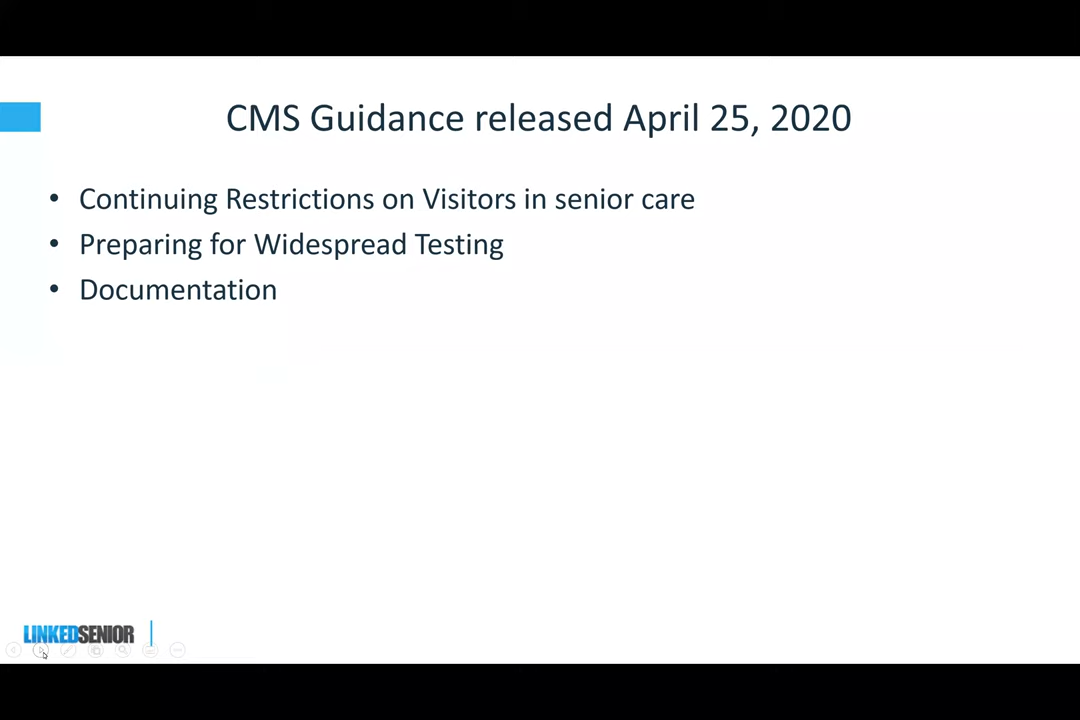 CMS Guidance released April 25, 2020
• Continuing Restrictions on Visitors in senior care
• Preparing for Widespread Testing
• Documentation
LINKEDSENIOR